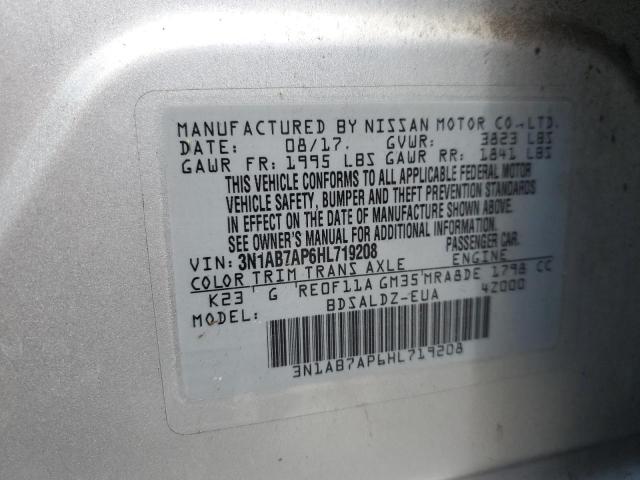 MANUFACTURED BY NISSAN MOTOR CO.,LTD.
DATE: 08/17. GVWR: 3823 LBS
GAWR FR: 1995 LBS GAWR RR: 1841 LBS
THIS VEHICLE CONFORMS TO ALL APPLICABLE FEDERAL MOTOR
VEHICLE SAFETY, BUMPER AND THEFT PREVENTION STANDARDS
IN EFFECT ON THE DATE OF MANUFACTURE SHOWN ABOVE.
SEE OWNER'S MANUAL FOR ADDITIONAL INFORMATION.
VIN: 3N1AB7AP6HL719208 PASSENGER CAR.
COLOR TRIM TRANS AXLE ENGINE
K23' G 'RE0F11A GM35'MRA8DE 1798 CC
MODEL: BDSALDZ-EUA 42000
3N1AB7AP6HL719208